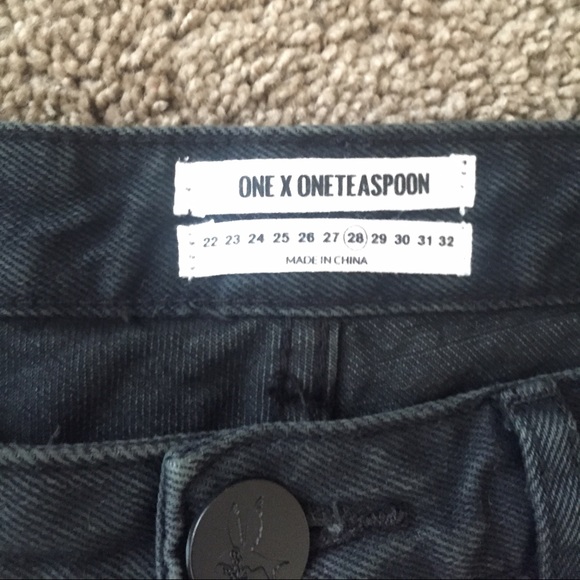 ONE X ONETEASPOON
22 23 24 25 26 27 28 29 30 31 32
MADE IN CHINA